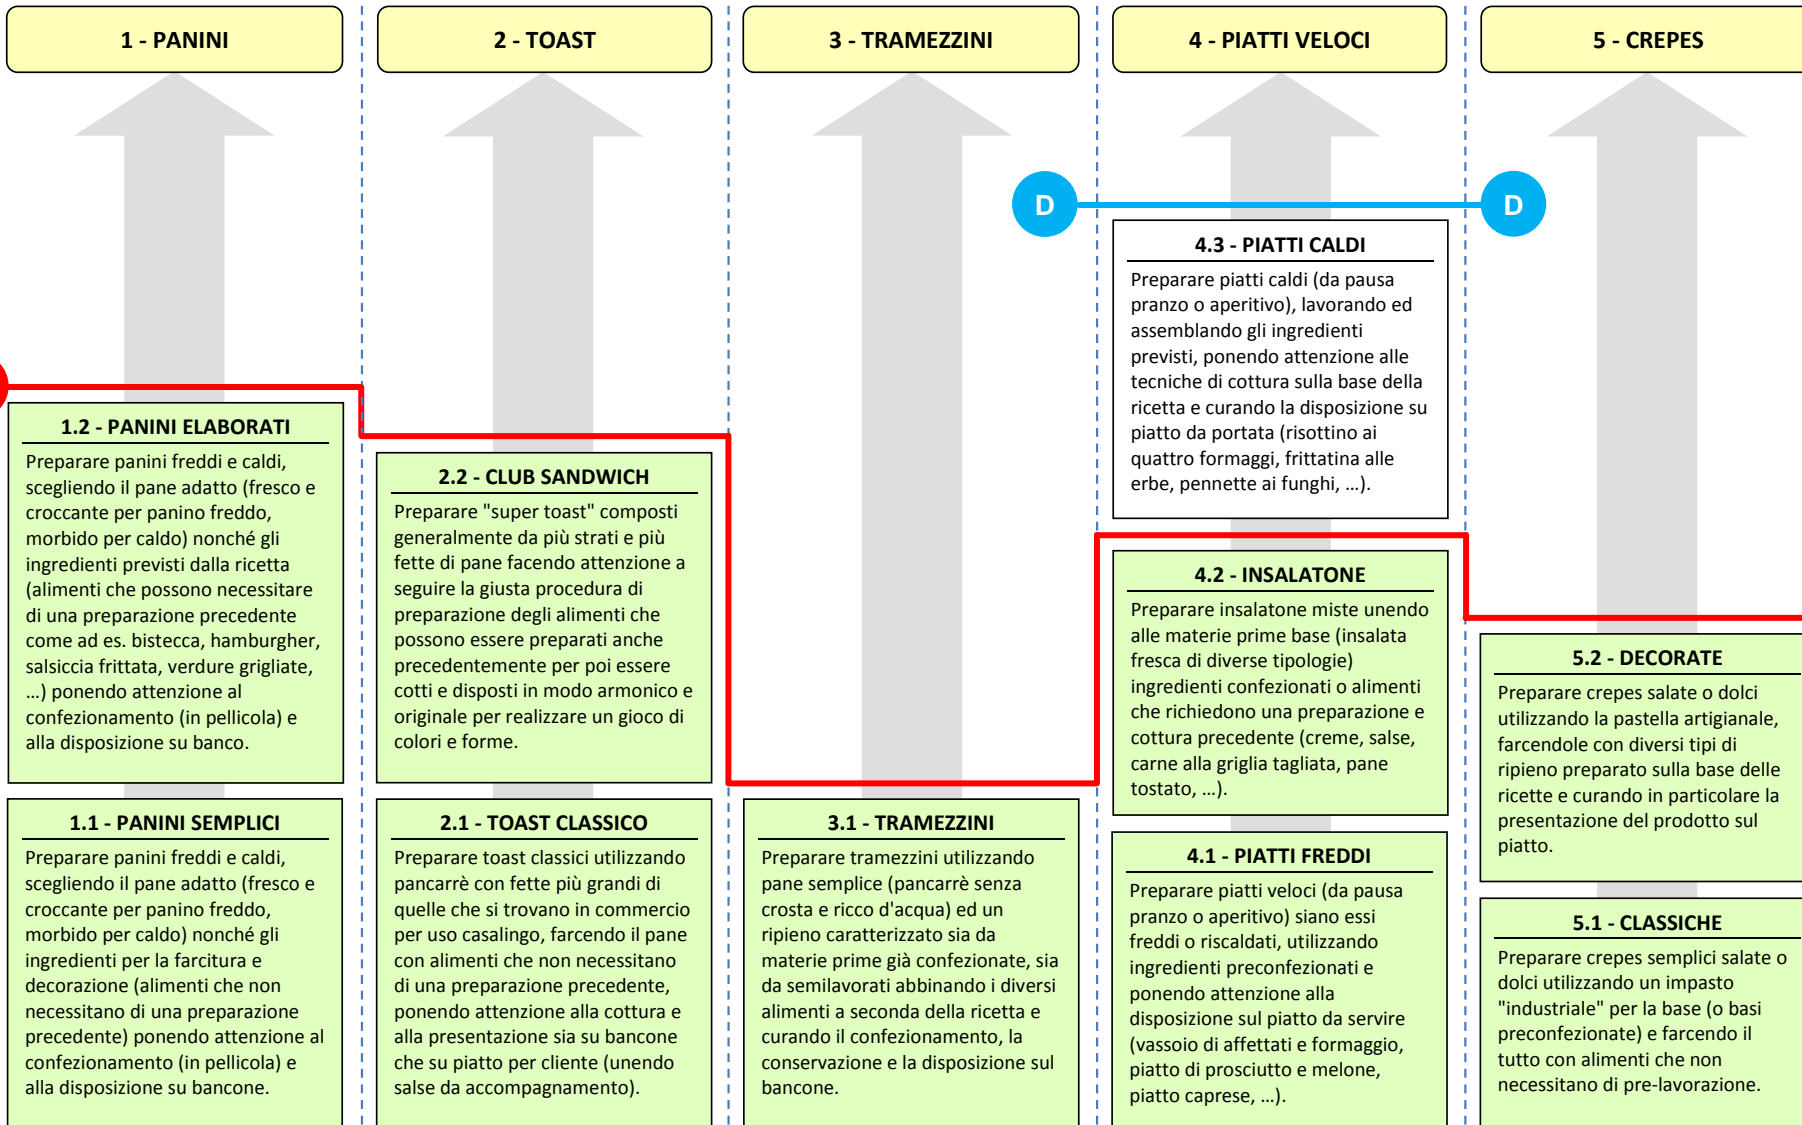 1 - PANINI
2 - TOAST
3 - TRAMEZZINI
4 - PIATTI VELOCI
5 - CREPES
D
D
4.3 - PIATTI CALDI
Preparare piatti caldi (da pausa
pranzo o aperitivo), lavorando ed
assemblando gli ingredienti
previsti, ponendo attenzione alle
tecniche di cottura sulla base della
ricetta e curando la disposizione su
piatto da portata (risottino ai
quattro formaggi, frittatina alle
erbe, pennette ai funghi, ...).
1.2 - PANINI ELABORATI
Preparare panini freddi e caldi,
scegliendo il pane adatto (fresco e
croccante per panino freddo,
morbido per caldo) nonché gli
ingredienti previsti dalla ricetta
(alimenti che possono necessitare
di una preparazione precedente
come ad es. bistecca, hamburgher,
salsiccia frittata, verdure grigliate,
...) ponendo attenzione al
confezionamento (in pellicola) e
alla disposizione su banco.
2.2 - CLUB SANDWICH
Preparare "super toast" composti
generalmente da più strati e più
fette di pane facendo attenzione a
seguire la giusta procedura di
preparazione degli alimenti che
possono essere preparati anche
precedentemente per poi essere
cotti e disposti in modo armonico e
originale per realizzare un gioco di
colori e forme.
4.2 - INSALATONE
Preparare insalatone miste unendo
alle materie prime base (insalata
fresca di diverse tipologie)
ingredienti confezionati o alimenti
che richiedono una preparazione e
cottura precedente (creme, salse,
carne alla griglia tagliata, pane
tostato, ...).
5.2 - DECORATE
Preparare crepes salate o dolci
utilizzando la pastella artigianale,
farcendole con diversi tipi di
ripieno preparato sulla base delle
ricette e curando in particolare la
presentazione del prodotto sul
piatto.
1.1 - PANINI SEMPLICI
Preparare panini freddi e caldi,
scegliendo il pane adatto (fresco e
croccante per panino freddo,
morbido per caldo) nonché gli
ingredienti per la farcitura e
decorazione (alimenti che non
necessitano di una preparazione
precedente) ponendo attenzione al
confezionamento (in pellicola) e
alla disposizione su bancone.
2.1 - TOAST CLASSICO
Preparare toast classici utilizzando
pancarrè con fette più grandi di
quelle che si trovano in commercio
per uso casalingo, farcendo il pane
con alimenti che non necessitano
di una preparazione precedente,
ponendo attenzione alla cottura e
alla presentazione sia su bancone
che su piatto per cliente (unendo
salse da accompagnamento).
3.1 - TRAMEZZINI
Preparare tramezzini utilizzando
pane semplice (pancarrè senza
crosta e ricco d'acqua) ed un
ripieno caratterizzato sia da
materie prime già confezionate, sia
da semilavorati abbinando i diversi
alimenti a seconda della ricetta e
curando il confezionamento, la
conservazione e la disposizione sul
bancone.
4.1 - PIATTI FREDDI
Preparare piatti veloci (da pausa
pranzo o aperitivo) siano essi
freddi o riscaldati, utilizzando
ingredienti preconfezionati e
ponendo attenzione alla
disposizione sul piatto da servire
(vassoio di affettati e formaggio,
piatto di prosciutto e melone,
piatto caprese, ...).
5.1 - CLASSICHE
Preparare crepes semplici salate o
dolci utilizzando un impasto
"industriale" per la base (o basi
preconfezionate) e farcendo il
tutto con alimenti che non
necessitano di pre-lavorazione.